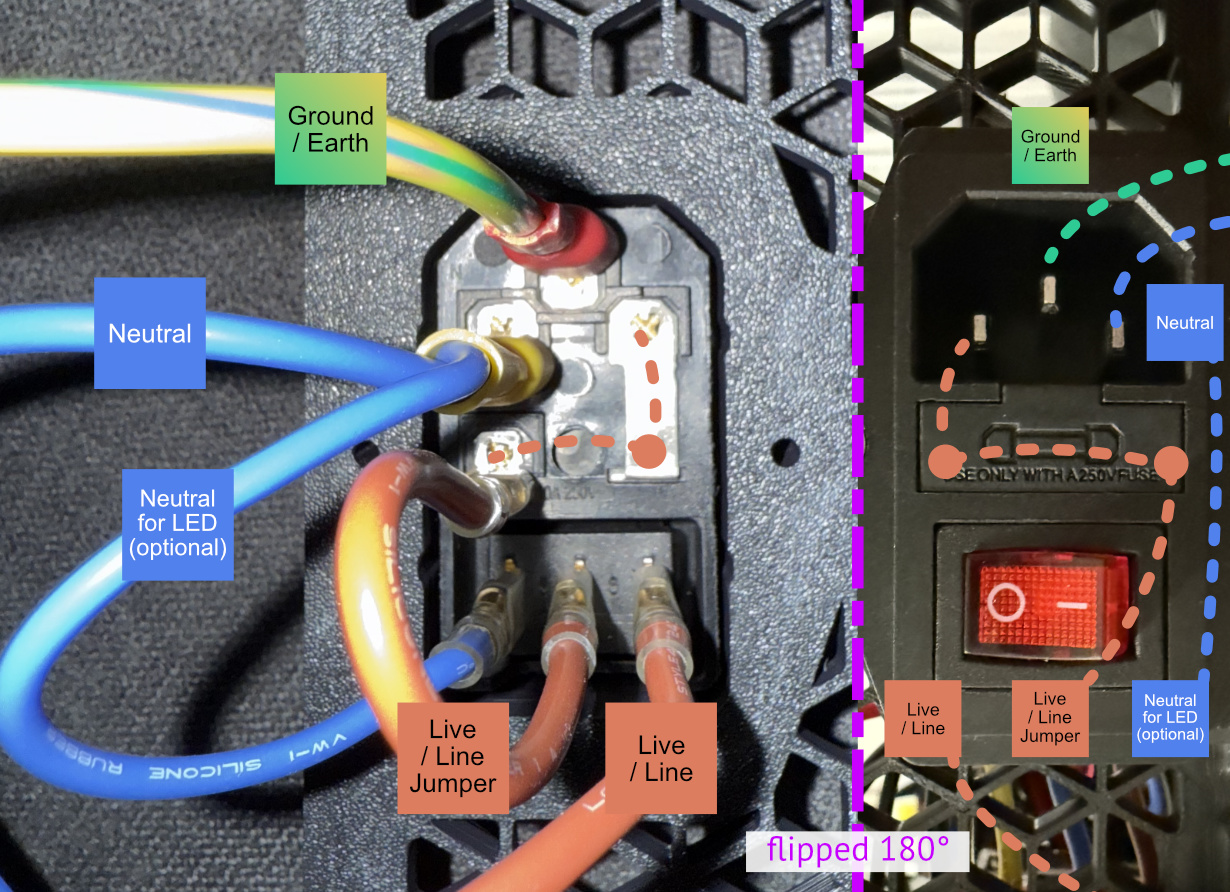 Ground
/ Earth
Neutral
Neutral
for LED
(optional)
Live
/ Line
Jumper
Live
/ Line
VW-1 SILICONE RUBBER
Ground
/ Earth
Neutral
USE ONLY WITH A 250V FUSE
Live
/ Line
Live
/ Line
Jumper
Neutral
for LED
(optional)
flipped 180°